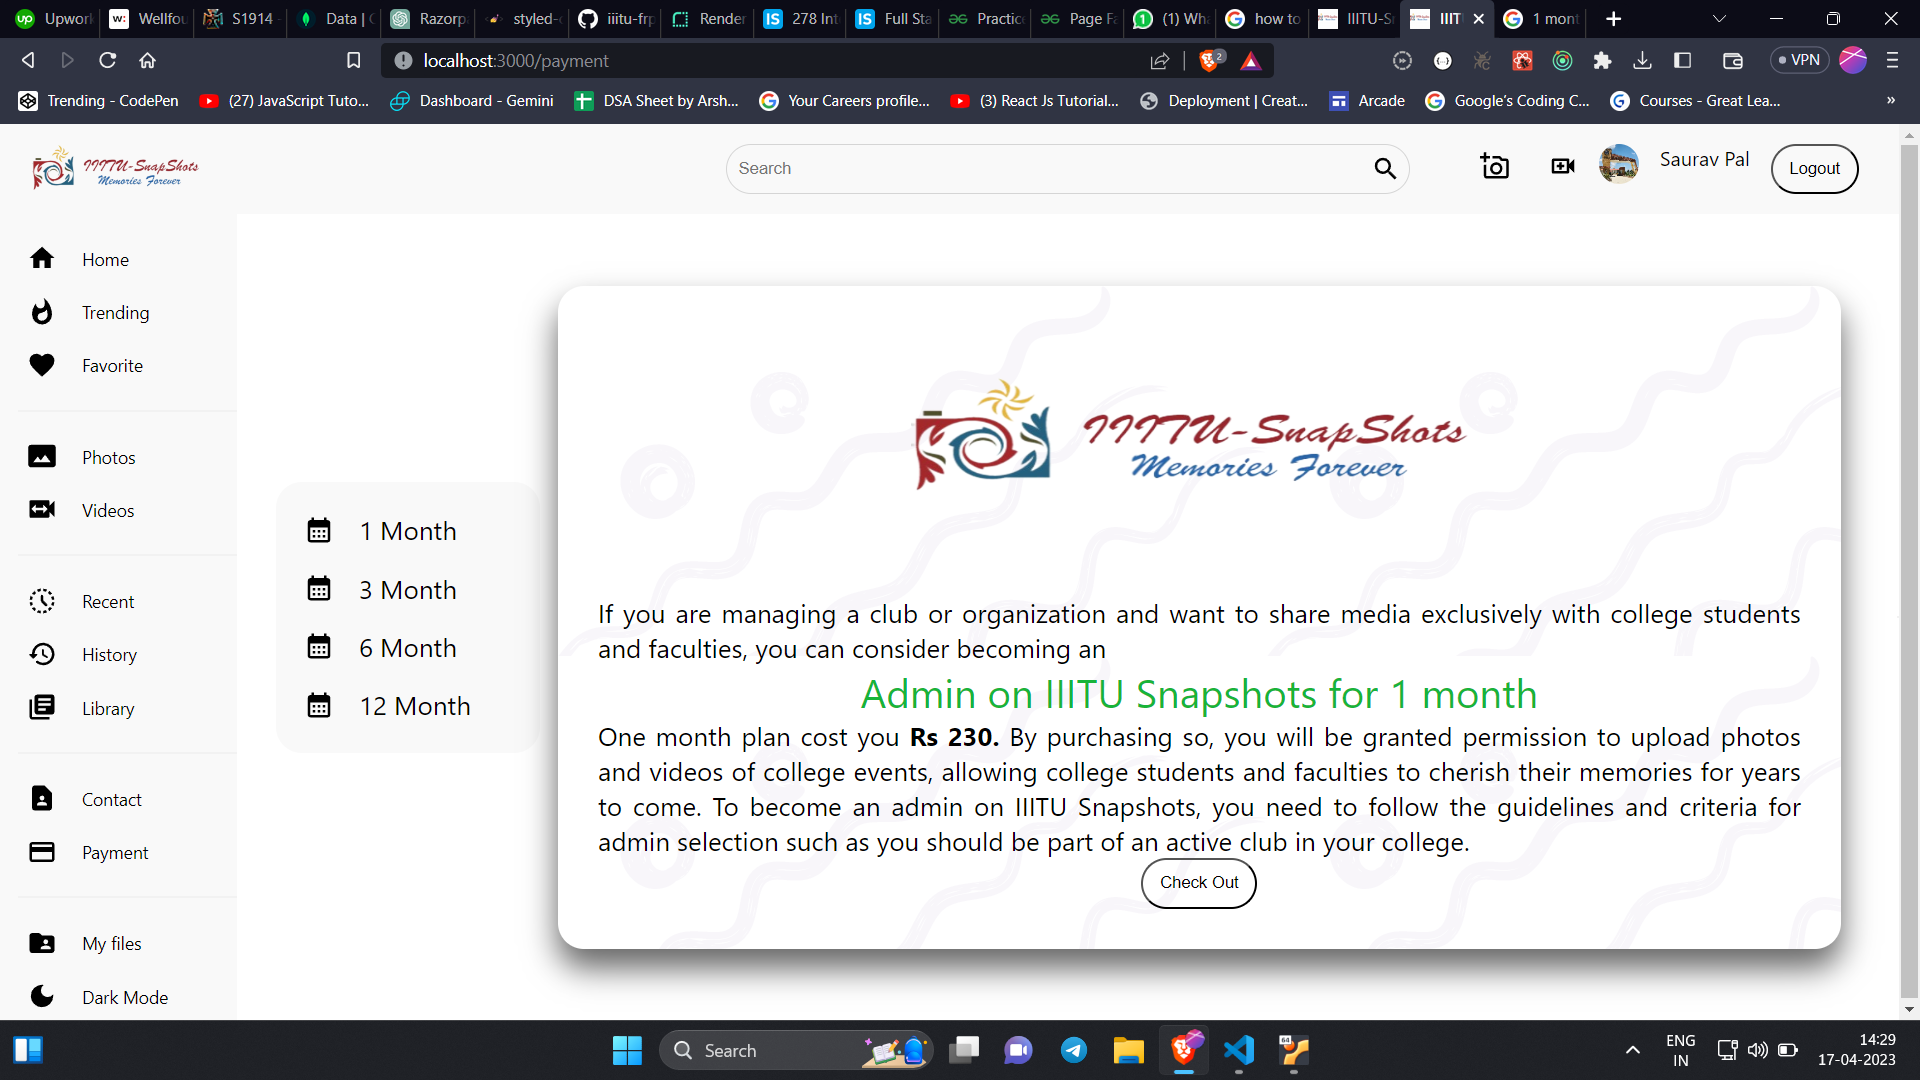 Upwork
Wellfou
S1914
Data | C
Razorp
styled-c
iiitu-frp
Render
278 Int
Full Sta
Practice
Page Fa
(1) Wha
how to
IIITU-Sn
IIIT
1 mont
localhost:3000/payment
2
VPN
Trending - CodePen
(27) JavaScript Tuto...
Dashboard - Gemini
DSA Sheet by Arsh...
Your Careers profile...
(3) React Js Tutorial...
Deployment | Creat...
Arcade
Google's Coding C...
Courses - Great Lea...
»
IIITU-SnapShots
Memories Forever
Search
Saurav Pal
Logout
Home
Trending
Favorite
Photos
Videos
Recent
History
Library
Contact
Payment
My files
Dark Mode
1 Month
3 Month
6 Month
12 Month
IIITU-SnapShots
Memories Forever
If you are managing a club or organization and want to share media exclusively with college students
and faculties, you can consider becoming an
Admin on IIITU Snapshots for 1 month
One month plan cost you Rs 230. By purchasing so, you will be granted permission to upload photos
and videos of college events, allowing college students and faculties to cherish their memories for years
to come. To become an admin on IIITU Snapshots, you need to follow the guidelines and criteria for
admin selection such as you should be part of an active club in your college.
Check Out
Search
64
ENG
IN
14:29
17-04-2023